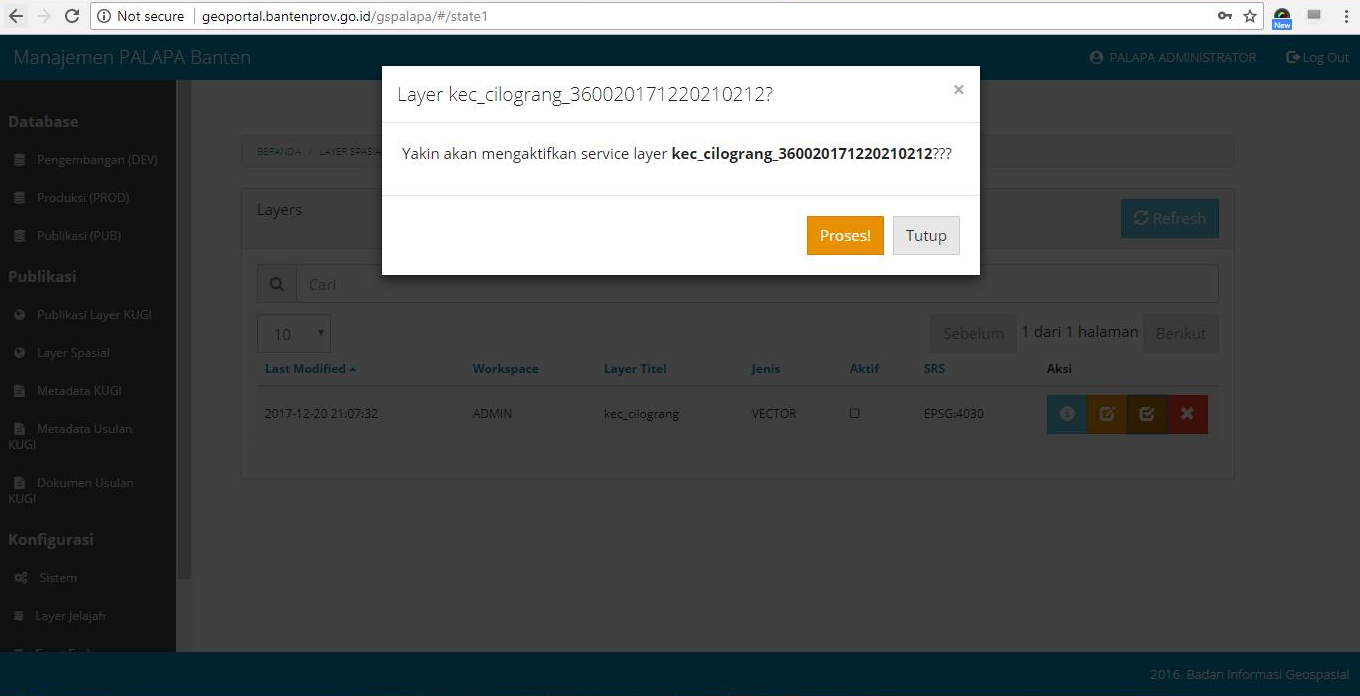 Not secure geoportal.bantenprov.go.id/gspalapa/#/state1
New
Manajemen PALAPA Banten
PALAPA ADMINISTRATOR
Log Out
Layer kec_cilograng_360020171220210212?
×
Yakin akan mengaktifkan service layer kec_cilograng_360020171220210212???
Proses!
Tutup
Database
Pengembangan (DEV)
Produksi (PROD)
Publikasi (PUB)
Publikasi
Publikasi Layer KUGI
Layer Spasial
Metadata KUGI
Metadata Usulan
KUGI
Dokumen Usulan
KUGI
Konfigurasi
Sistem
Layer Jelajah
BERANDA / LAYER SPASIA
Layers
Refresh
Cari
10
Sebelum 1 dari 1 halaman Berikut
Last Modified Workspace Layer Titel Jenis Aktif SRS Aksi
2017-12-20 21:07:32 ADMIN kec_cilograng VECTOR EPSG:4030
2016. Badan Informasi Geospasial